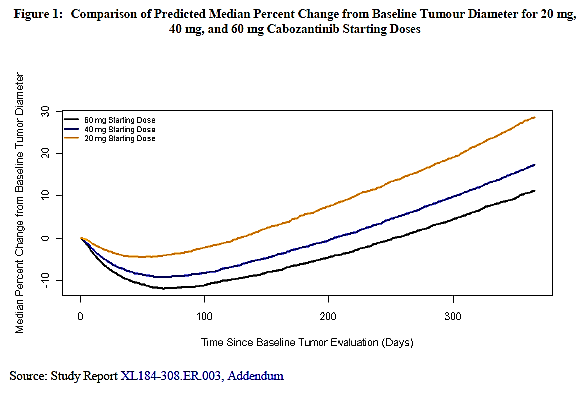 Figure 1: Comparison of Predicted Median Percent Change from Baseline Tumour Diameter for 20 mg,
40 mg, and 60 mg Cabozantinib Starting Doses
Median Percent Change from Baseline Tumor Diameter
30
20
10
0
-10
60 mg Starting Dose
40 mg Starting Dose
20 mg Starting Dose
0 100 200 300
Time Since Baseline Tumor Evaluation (Days)
Source: Study Report XL184-308.ER.003, Addendum